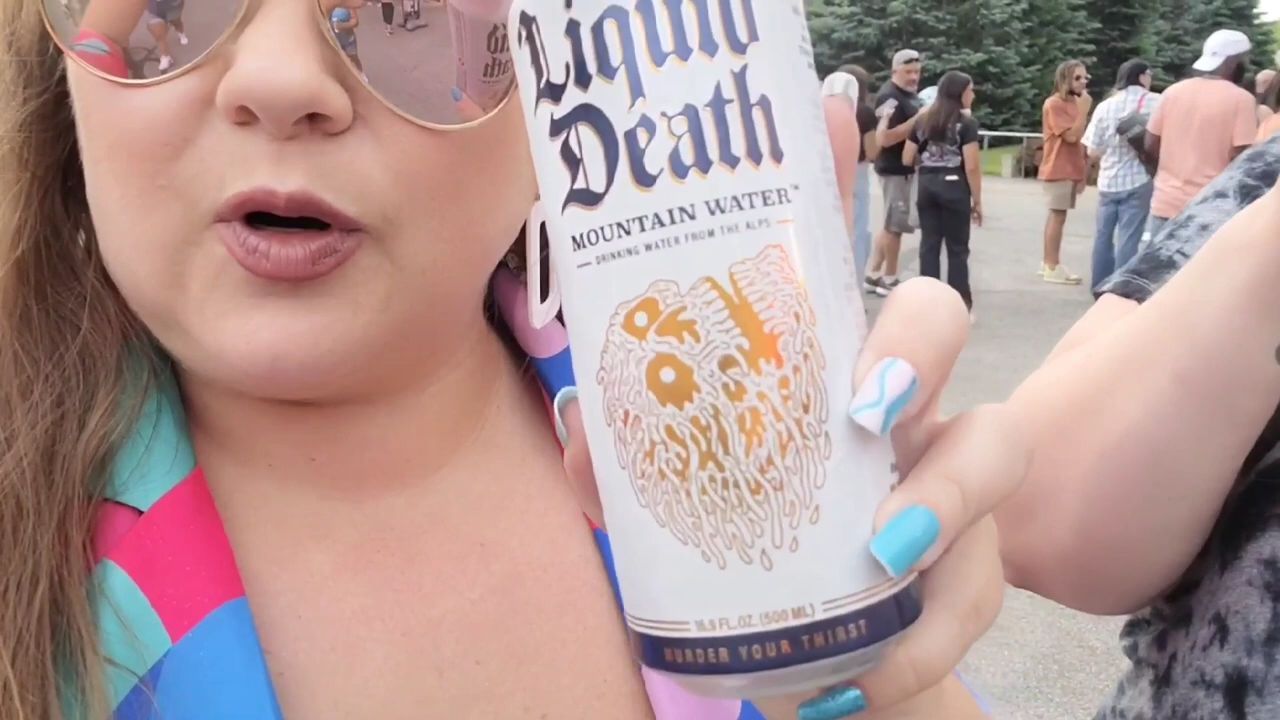 Liquid
Death
MOUNTAIN WATER™
DRINKING WATER FROM THE ALPS
16.9 FL. OZ. (500 ML)
MURDER YOUR THIRST